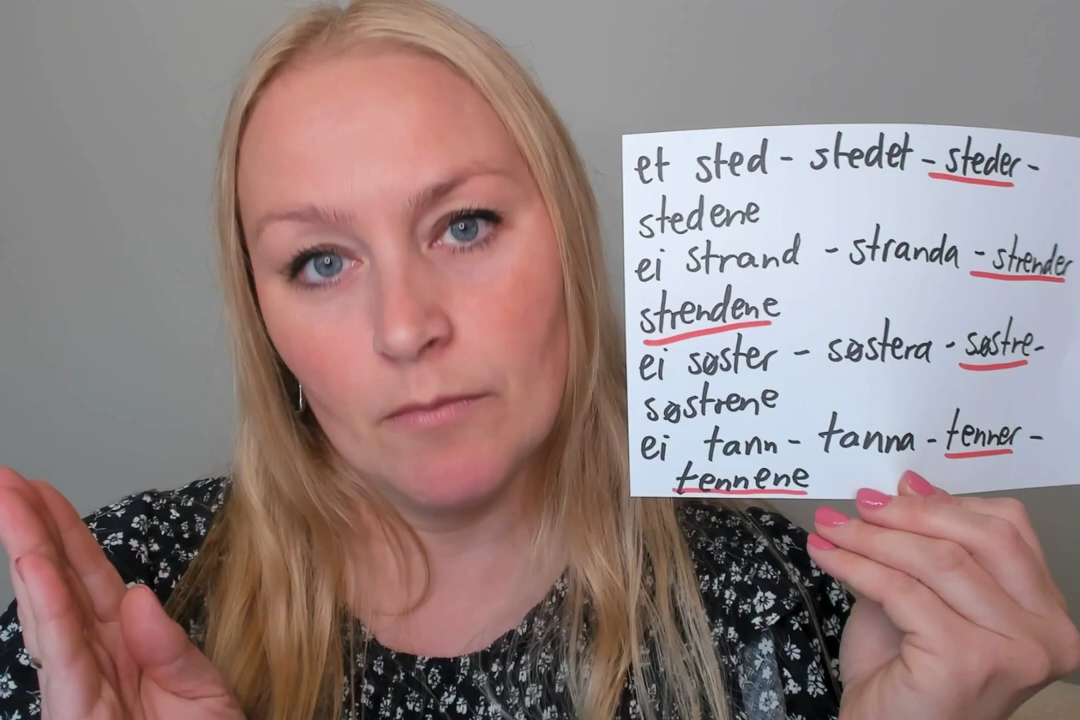 et sted - stedet - steder -
stedene
ei strand - stranda - strender
strendene
ei søster - søstera - søstre -
søstrene
ei tann - tanna - tenner -
tennene